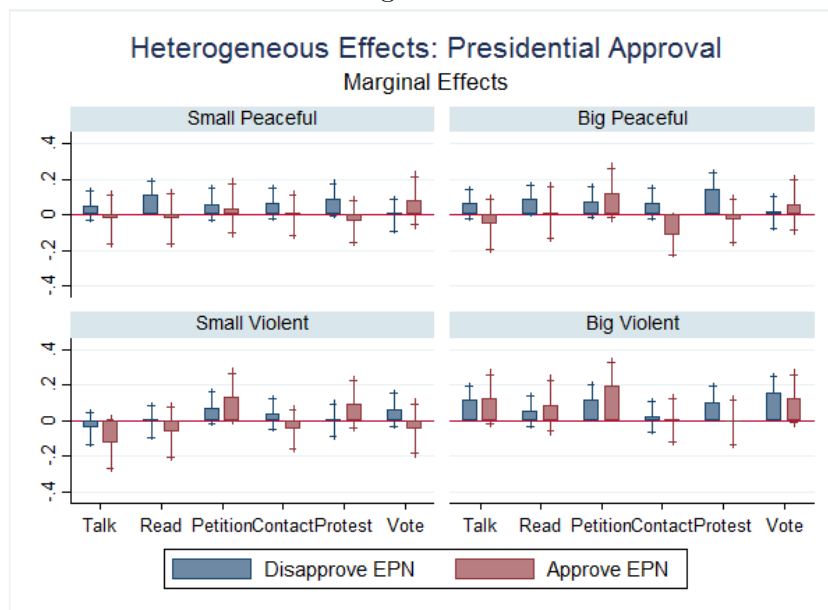 Heterogeneous Effects: Presidential Approval
Marginal Effects
Small Peaceful Big Peaceful
.4
.2
0
-.2
-.4
Small Violent Big Violent
.4
.2
0
-.2
-.4
Talk Read Petition Contact Protest Vote Talk Read Petition Contact Protest Vote
Disapprove EPN Approve EPN